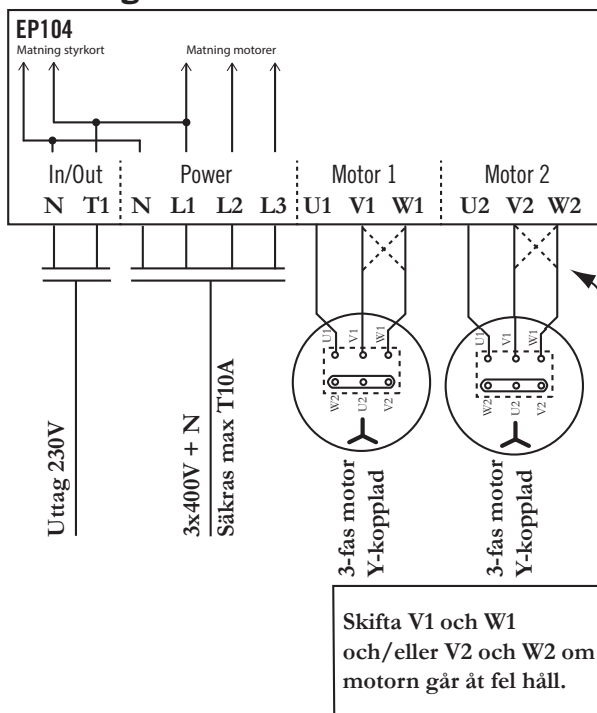 EP104
Matning styrkort
Matning motorer
In/Out
Power
Motor 1
Motor 2
N T1 N L1 L2 L3 U1 V1 W1 U2 V2 W2
U1 V1 W1
W2 U2 V2
U1 V1 W1
W2 U2 V2
Uttag 230V
3x400V + N
Säkras max T10A
3-fas motor
Y-kopplad
3-fas motor
Y-kopplad
Skifta V1 och W1
och/eller V2 och W2 om
motorn går åt fel håll.